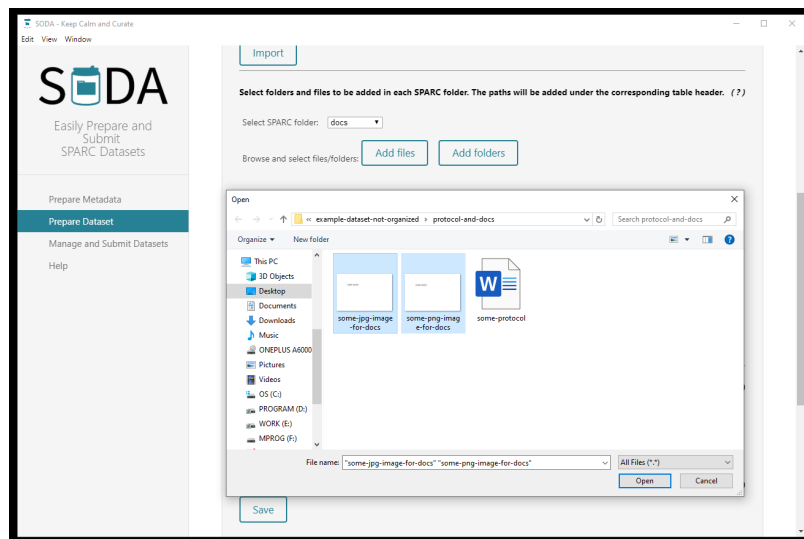 SODA - Keep Calm and Curate
Edit View Window
SODA
Easily Prepare and
Submit
SPARC Datasets
Prepare Metadata
Prepare Dataset
Manage and Submit Datasets
Help
Import
Select folders and files to be added in each SPARC folder. The paths will be added under the corresponding table header. (?)
Select SPARC folder: docs
Browse and select files/folders: Add files Add folders
Open
« example-dataset-not-organized › protocol-and-docs
Search protocol-and-docs
Organize New folder
This PC
3D Objects
Desktop
Documents
Downloads
Music
ONEPLUS A6000
Pictures
Videos
OS (C:)
PROGRAM (D:)
WORK (E:)
MPROG (F:)
some-jpg-image
-for-docs
some-png-imag
e-for-docs
W
some-protocol
File name: "some-jpg-image-for-docs" "some-png-image-for-docs"
All Files (*.*)
Open Cancel
Save